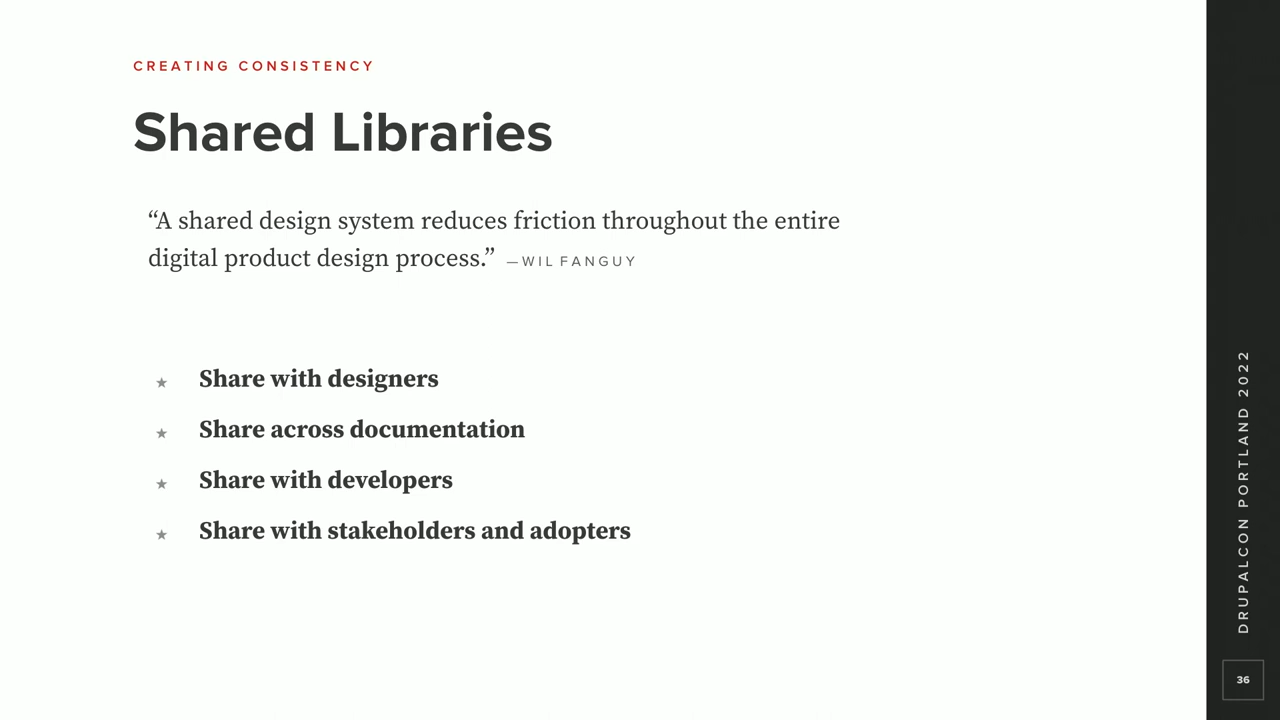 CREATING CONSISTENCY
Shared Libraries
“A shared design system reduces friction throughout the entire
digital product design process.” —WIL FANGUY
★ Share with designers
★ Share across documentation
★ Share with developers
★ Share with stakeholders and adopters
DRUPALCON PORTLAND 2022
36